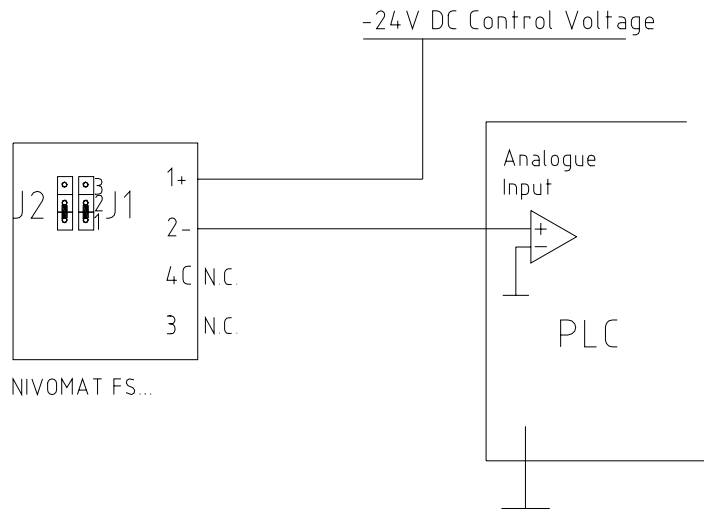 -24V DC Control Voltage
Analogue
Input
1+
3
J2 2 J1
1
2-
+
-
4C N.C.
3 N.C.
PLC
NIVOMAT FS...